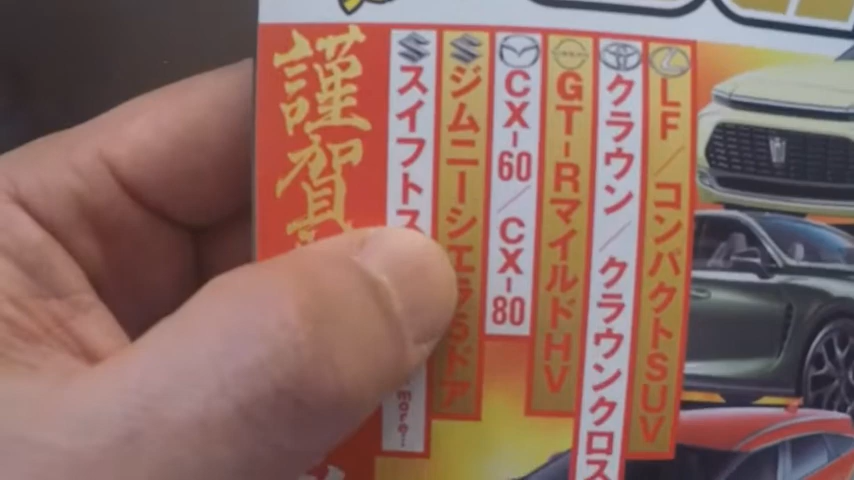 LF／コンパクトSUV
クラウン／クラウンクロス
GT-RマイルドHV
CX-60／CX-80
ジムニーシエラ5ドア
スイフトス
more...
謹賀